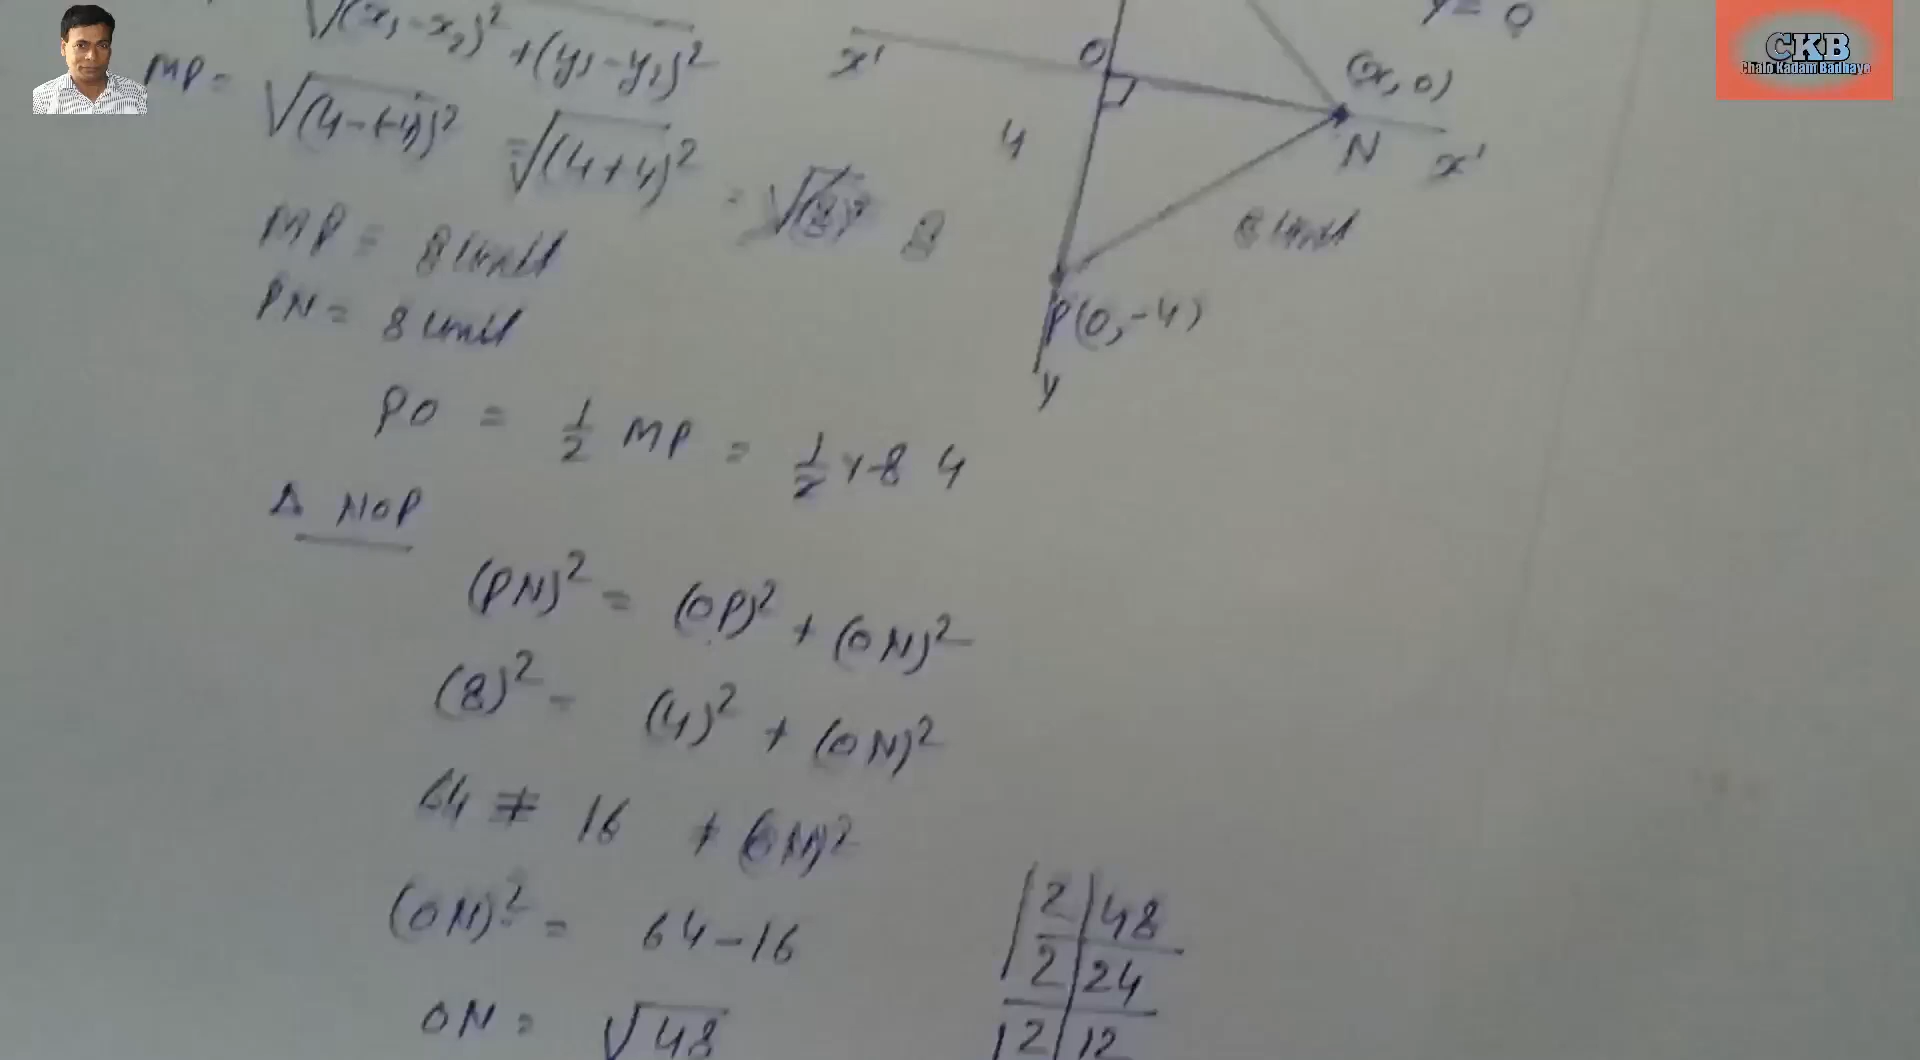 √(x₁-x₂)² + (y₁-y₂)²
MP = √(4-(-4))² = √(4+4)² = √(8)² 8
MP = 8 Unit
PN = 8 Unit
PO = 1/2 MP = 1/2 × 8 4
Δ NOP
(PN)² = (OP)² + (ON)²
(8)² = (4)² + (ON)²
64 = 16 + (ON)²
(ON)² = 64-16
ON = √48
y = 0
x'
O
(x, 0)
N
x'
4
8 Unit
P(0,-4)
y
2 | 48
2 | 24
2 | 12
CKB
Chalo Kadam Badhaye